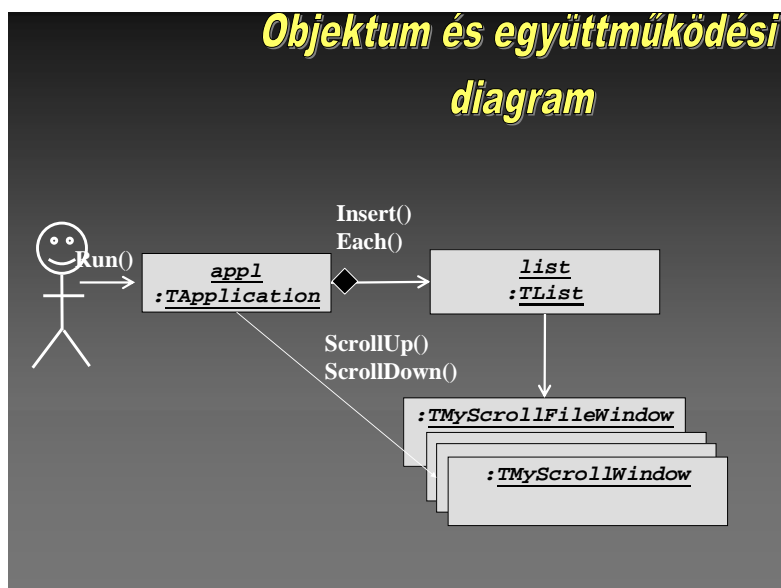 Objektum és együttműködési
diagram
Insert()
Each()
Run()
appl
:TApplication
list
:TList
ScrollUp()
ScrollDown()
:TMyScrollFileWindow
:TMyScrollWindow